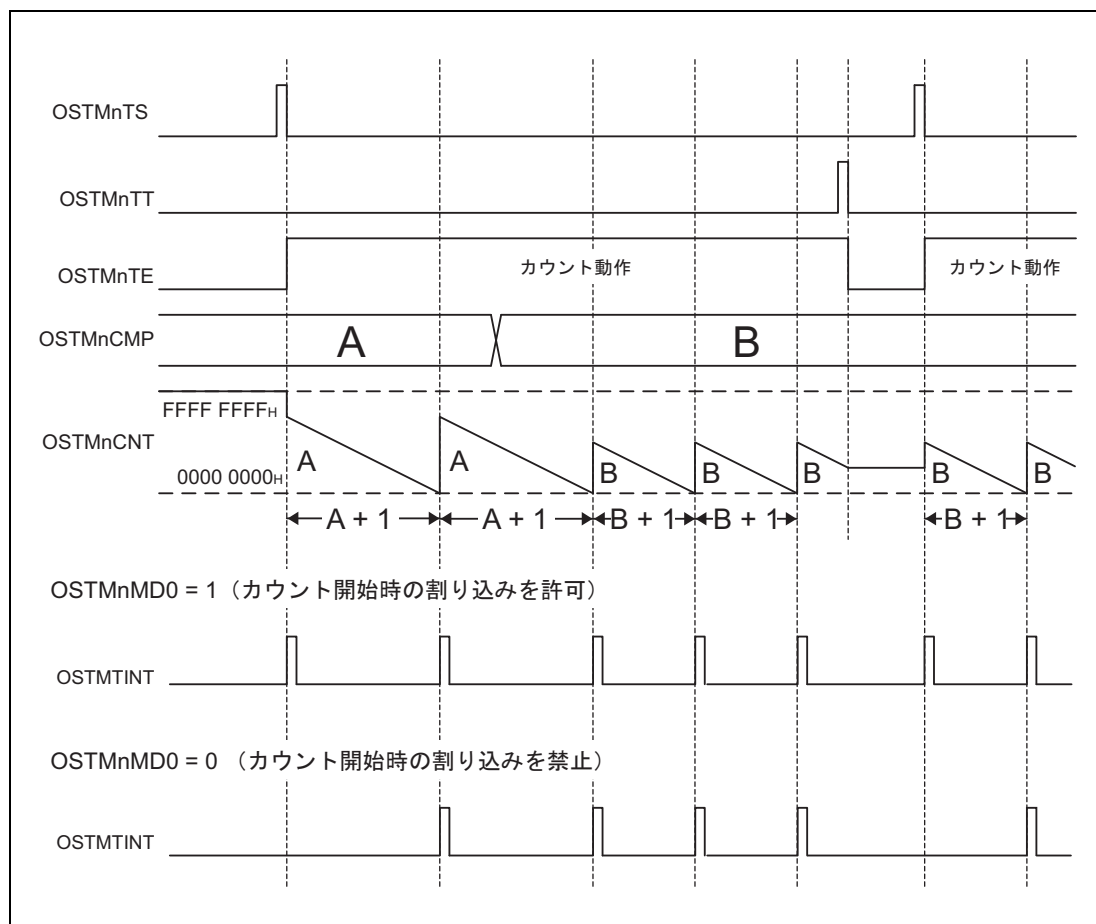 OSTMnTS
OSTMnTT
OSTMnTE
カウント動作
カウント動作
OSTMnCMP
A
B
FFFF FFFFH
OSTMnCNT
0000 0000H
A
A
B
B
B
B
B
A + 1
A + 1
B + 1
B + 1
B + 1
OSTMnMD0 = 1（カウント開始時の割り込みを許可）
OSTMTINT
OSTMnMD0 = 0 （カウント開始時の割り込みを禁止）
OSTMTINT